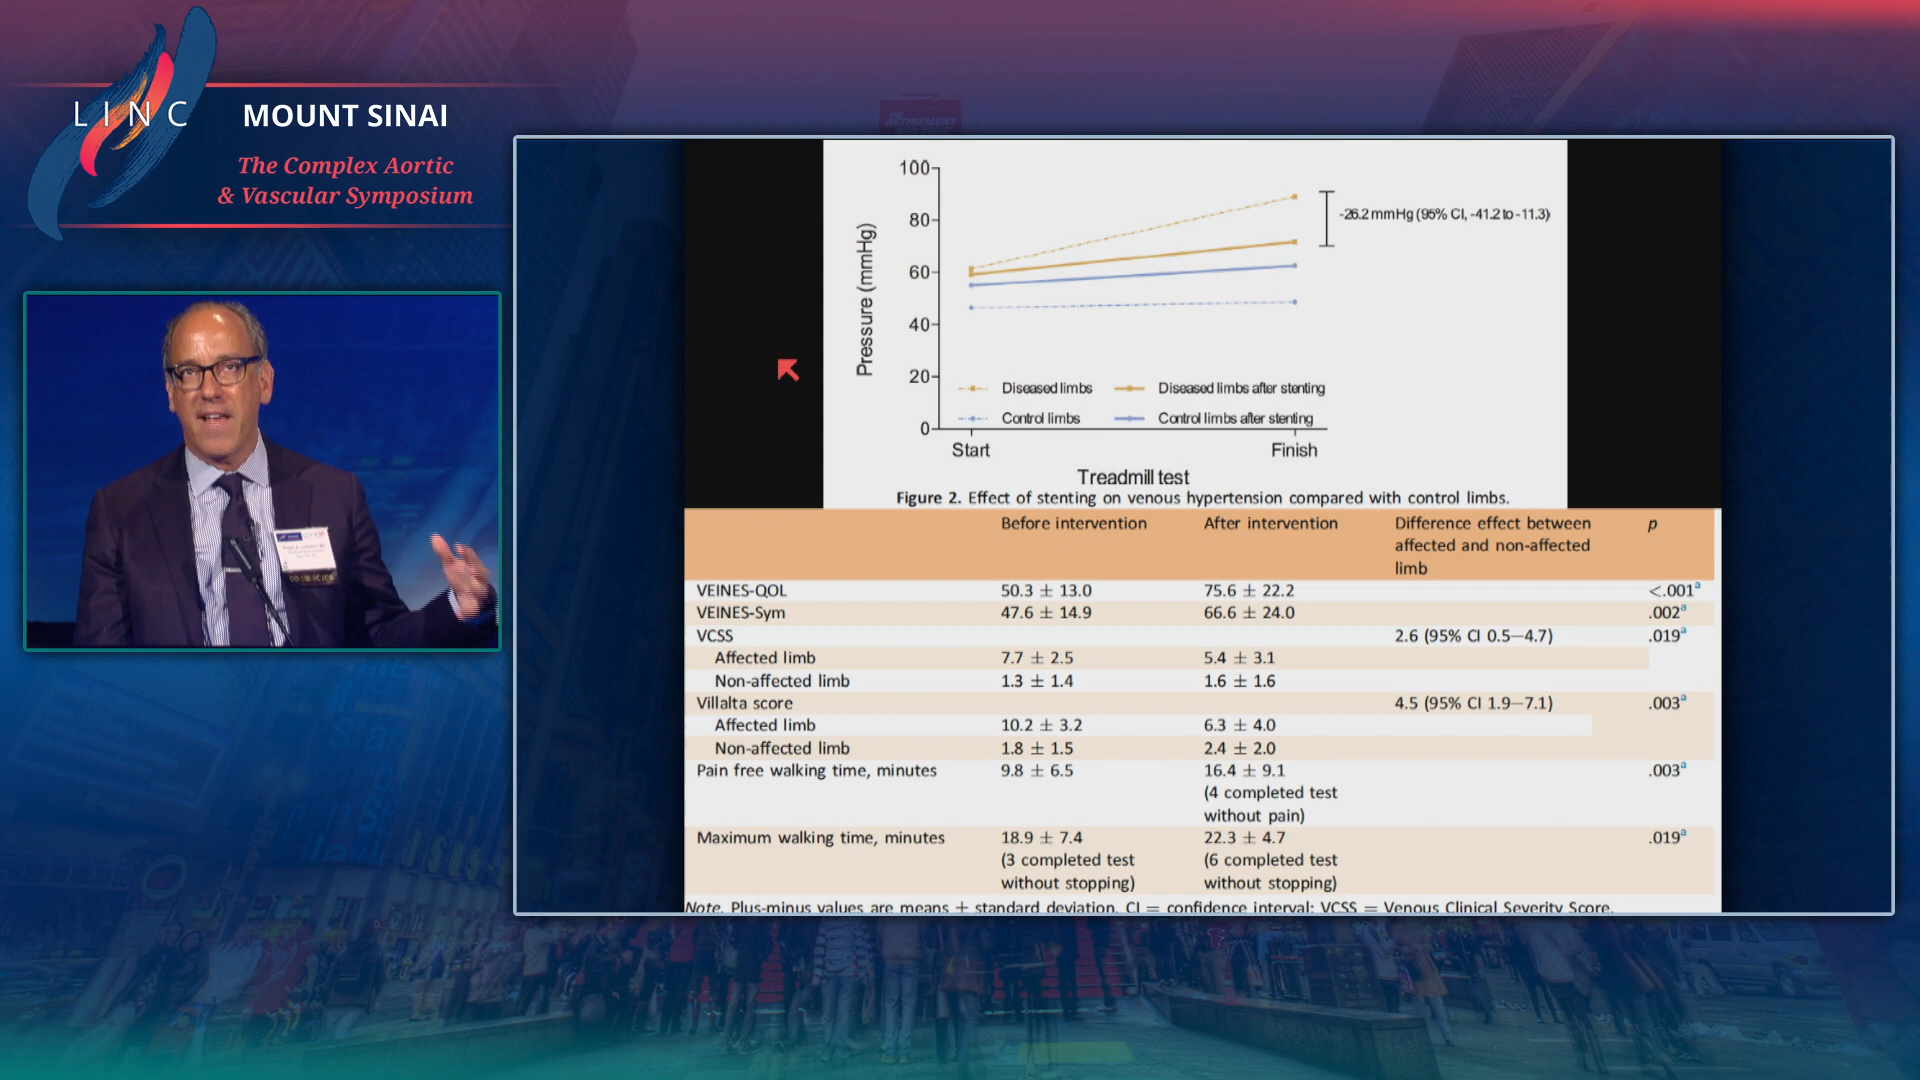 LINC
MOUNT SINAI
The Complex Aortic
& Vascular Symposium
RETIREMENT
100
80
60
40
20
0
Pressure (mmHg)
-26.2 mmHg (95% CI, -41.2 to -11.3)
Diseased limbs
Diseased limbs after stenting
Control limbs
Control limbs after stenting
Start
Finish
Treadmill test
Figure 2. Effect of stenting on venous hypertension compared with control limbs.
Before intervention After intervention Difference effect between affected and non-affected limb p
VEINES-QOL 50.3 ± 13.0 75.6 ± 22.2 <.001a
VEINES-Sym 47.6 ± 14.9 66.6 ± 24.0 .002a
VCSS 2.6 (95% CI 0.5–4.7) .019a
Affected limb 7.7 ± 2.5 5.4 ± 3.1
Non-affected limb 1.3 ± 1.4 1.6 ± 1.6
Villalta score 4.5 (95% CI 1.9–7.1) .003a
Affected limb 10.2 ± 3.2 6.3 ± 4.0
Non-affected limb 1.8 ± 1.5 2.4 ± 2.0
Pain free walking time, minutes 9.8 ± 6.5 16.4 ± 9.1 .003a
(4 completed test
without pain)
Maximum walking time, minutes 18.9 ± 7.4 22.3 ± 4.7 .019a
(3 completed test (6 completed test
without stopping) without stopping)
Note. Plus-minus values are means ± standard deviation. CI = confidence interval; VCSS = Venous Clinical Severity Score.